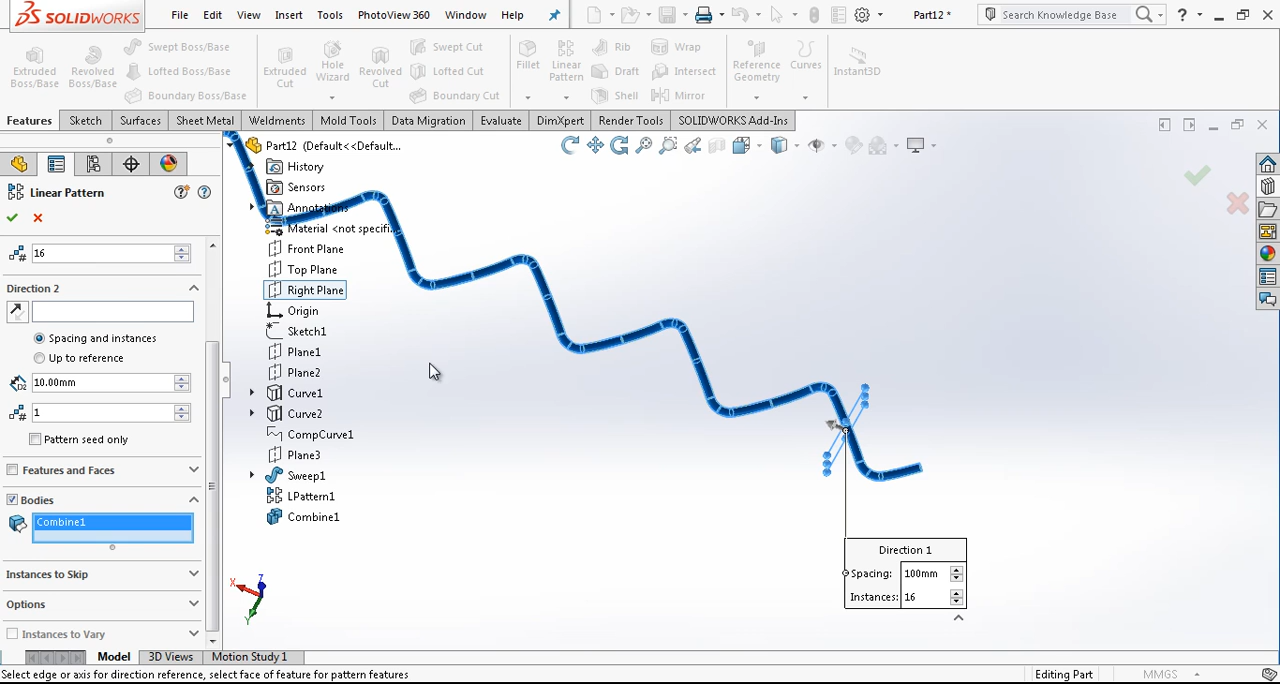 SOLIDWORKS
File Edit View Insert Tools PhotoView 360 Window Help
Part12 *
Search Knowledge Base
?
Extruded Boss/Base
Revolved Boss/Base
Swept Boss/Base
Lofted Boss/Base
Boundary Boss/Base
Extruded Cut
Hole Wizard
Revolved Cut
Swept Cut
Lofted Cut
Boundary Cut
Fillet
Linear Pattern
Rib
Draft
Shell
Wrap
Intersect
Mirror
Reference Geometry
Curves
Instant3D
Features Sketch Surfaces Sheet Metal Weldments Mold Tools Data Migration Evaluate DimXpert Render Tools SOLIDWORKS Add-Ins
Linear Pattern
16
Direction 2
Spacing and instances
Up to reference
10.00mm
1
Pattern seed only
Features and Faces
Bodies
Combine1
Instances to Skip
Options
Instances to Vary
Part12 (Default<<Default...
History
Sensors
Annotations
Material <not specifi...
Front Plane
Top Plane
Right Plane
Origin
Sketch1
Plane1
Plane2
Curve1
Curve2
CompCurve1
Plane3
Sweep1
LPattern1
Combine1
Direction 1
Spacing: 100mm
Instances: 16
X
Z
Y
Model 3D Views Motion Study 1
Select edge or axis for direction reference, select face of feature for pattern features
Editing Part
MMGS